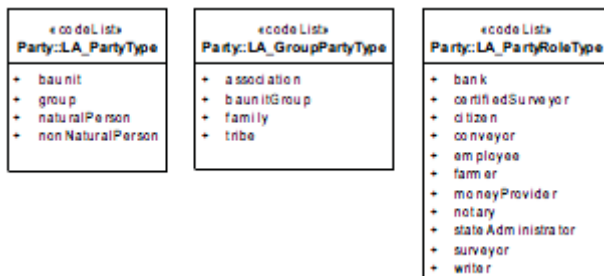 «codeList»
Party::LA_PartyType
+ baunit
+ group
+ naturalPerson
+ nonNaturalPerson
«codeList»
Party::LA_GroupPartyType
+ association
+ baunitGroup
+ family
+ tribe
«codeList»
Party::LA_PartyRoleType
+ bank
+ certifiedSurveyor
+ citizen
+ conveyor
+ employee
+ farmer
+ moneyProvider
+ notary
+ stateAdministrator
+ surveyor
+ writer